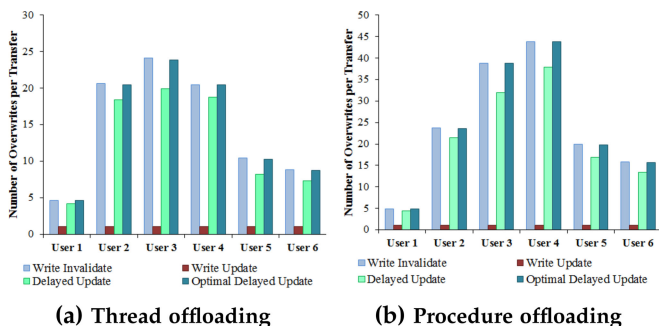 Number of Overwrites per Transfer
30
25
20
15
10
5
0
User 1 User 2 User 3 User 4 User 5 User 6
Write Invalidate Write Update
Delayed Update Optimal Delayed Update
(a) Thread offloading
Number of Overwrites per Transfer
50
45
40
35
30
25
20
15
10
5
0
User 1 User 2 User 3 User 4 User 5 User 6
Write Invalidate Write Update
Delayed Update Optimal Delayed Update
(b) Procedure offloading